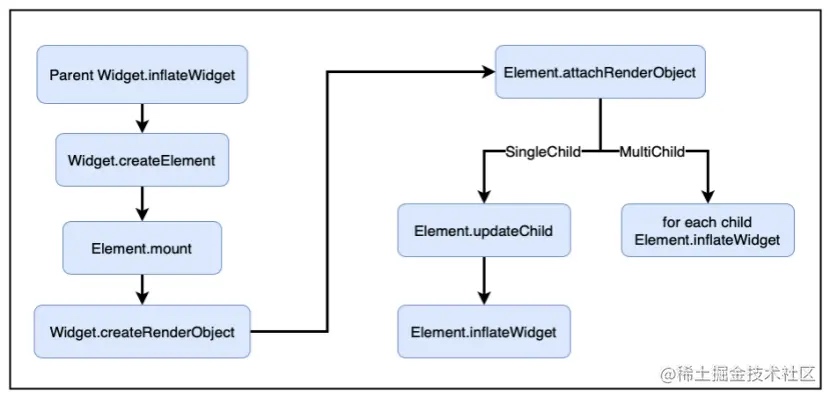 Parent Widget.inflateWidget
Widget.createElement
Element.mount
Widget.createRenderObject
Element.attachRenderObject
SingleChild
MultiChild
Element.updateChild
Element.inflateWidget
for each child
Element.inflateWidget
@稀土掘金技术社区